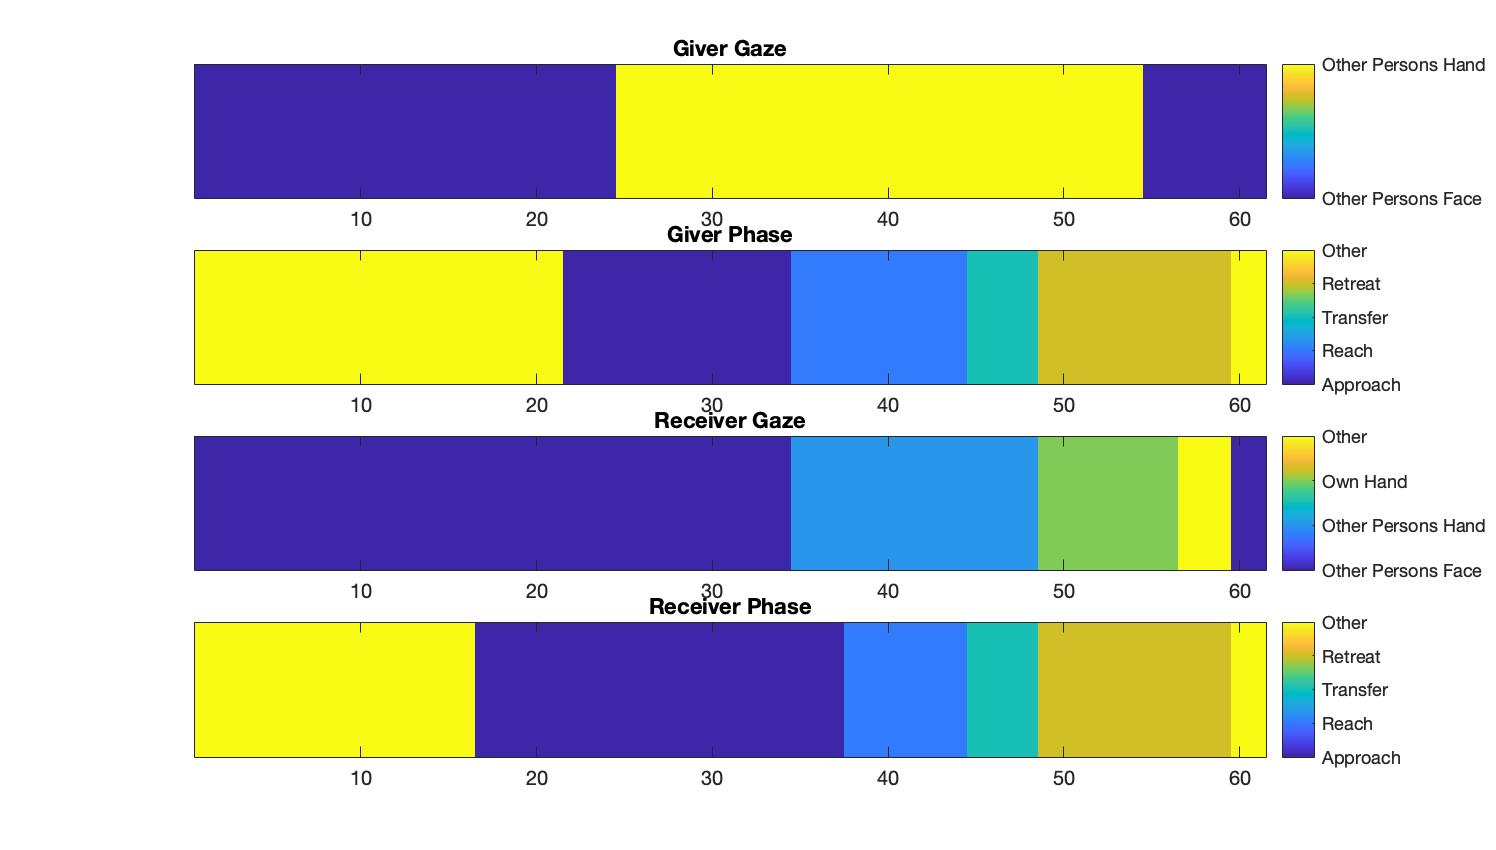 Giver Gaze
Other Persons Hand
Other Persons Face
10 20 30 40 50 60
Giver Phase
Other
Retreat
Transfer
Reach
Approach
10 20 30 40 50 60
Receiver Gaze
Other
Own Hand
Other Persons Hand
Other Persons Face
10 20 30 40 50 60
Receiver Phase
Other
Retreat
Transfer
Reach
Approach
10 20 30 40 50 60